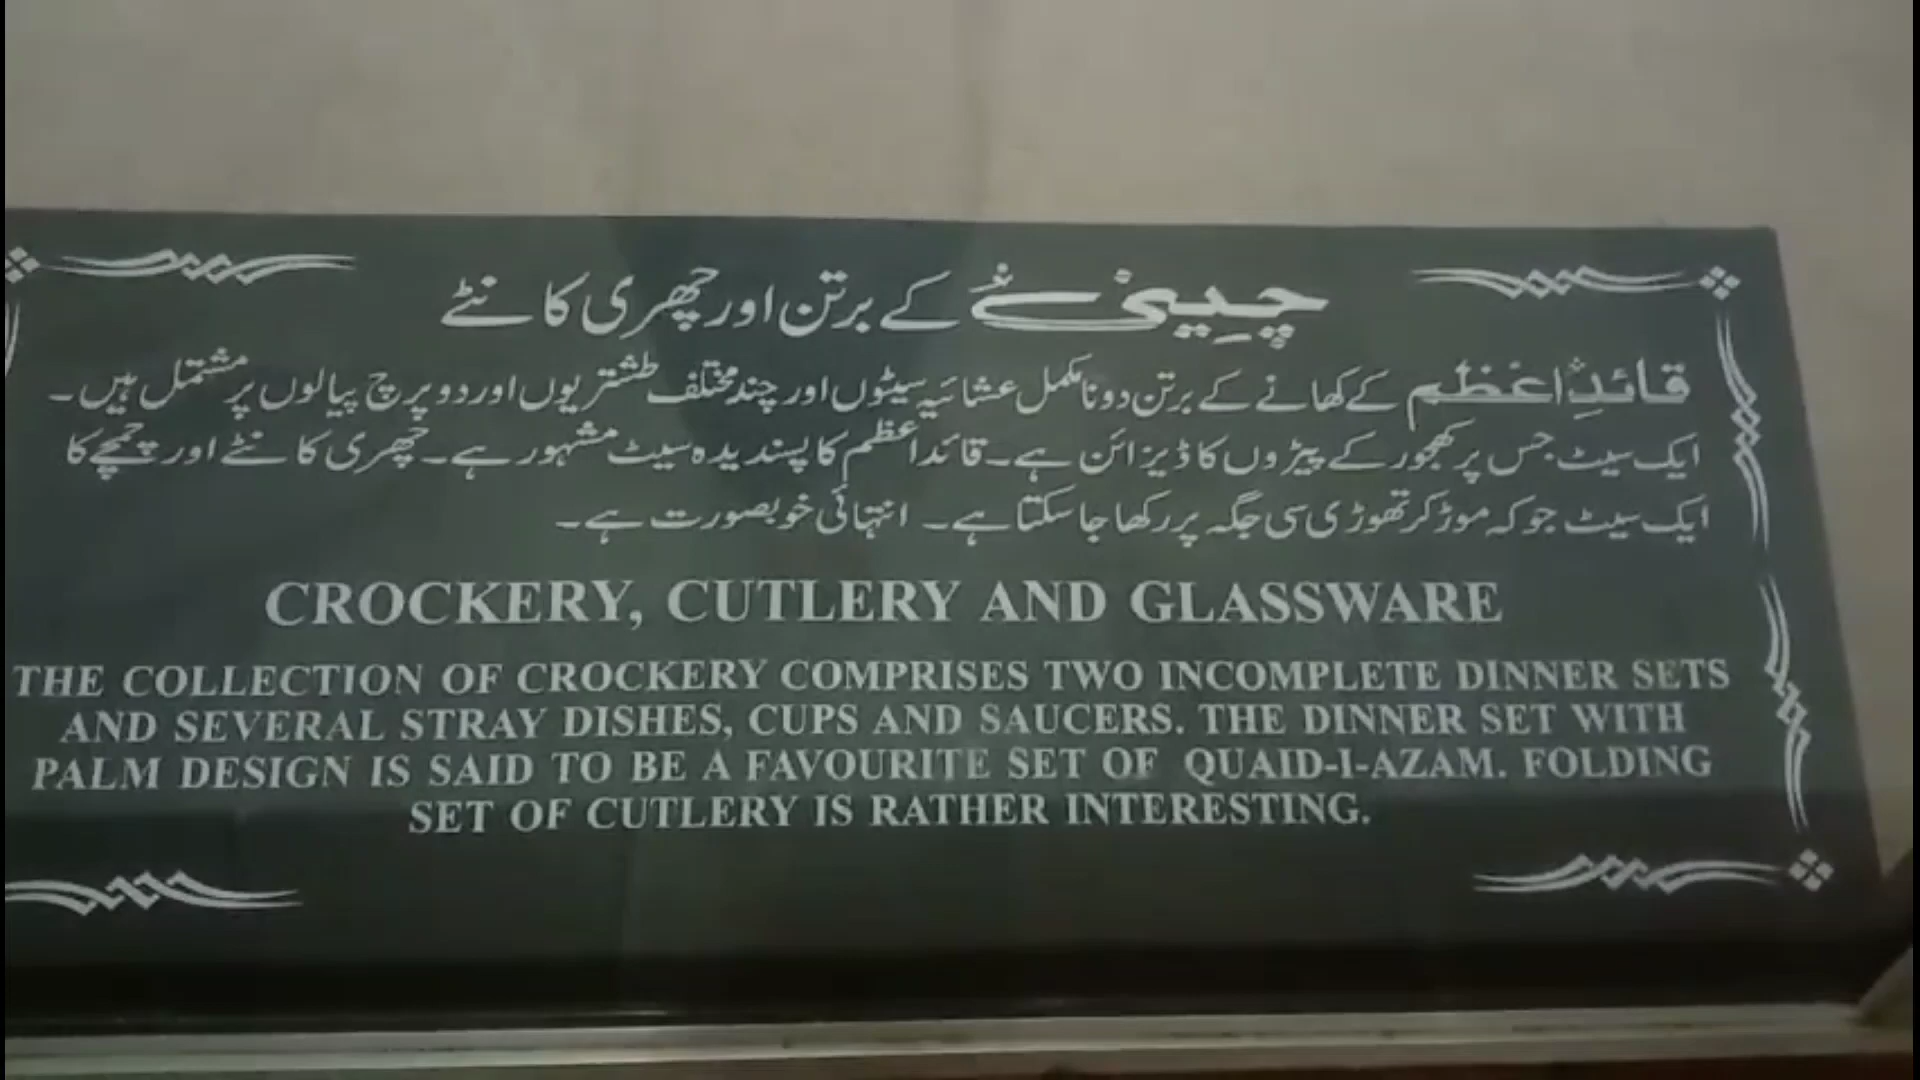 چینی کے برتن اور چھری کانٹے
قائدِاعظم کے کھانے کے برتن دو نامکمل عشائیہ سیٹوں اور چند مختلف طشتریوں اور دو پرچ پیالوں پر مشتمل ہیں۔
ایک سیٹ جس پر کھجور کے پیڑوں کا ڈیزائن ہے۔ قائداعظم کا پسندیدہ سیٹ مشہور ہے۔ چھری کانٹے اور چمچے کا
ایک سیٹ جو کہ موڑ کر تھوڑی سی جگہ پر رکھا جا سکتا ہے۔ انتہائی خوبصورت ہے۔
CROCKERY, CUTLERY AND GLASSWARE
THE COLLECTION OF CROCKERY COMPRISES TWO INCOMPLETE DINNER SETS
AND SEVERAL STRAY DISHES, CUPS AND SAUCERS. THE DINNER SET WITH
PALM DESIGN IS SAID TO BE A FAVOURITE SET OF QUAID-I-AZAM. FOLDING
SET OF CUTLERY IS RATHER INTERESTING.